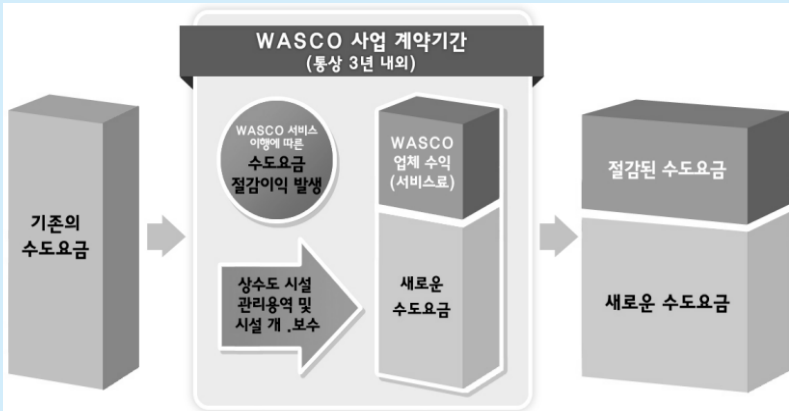 WASCO 사업 계약기간
(통상 3년 내외)
기존의
수도요금
WASCO 서비스
이행에 따른
수도요금
절감이익 발생
상수도 시설
관리용역 및
시설 개 .보수
WASCO
업체 수익
(서비스료)
새로운
수도요금
절감된 수도요금
새로운 수도요금